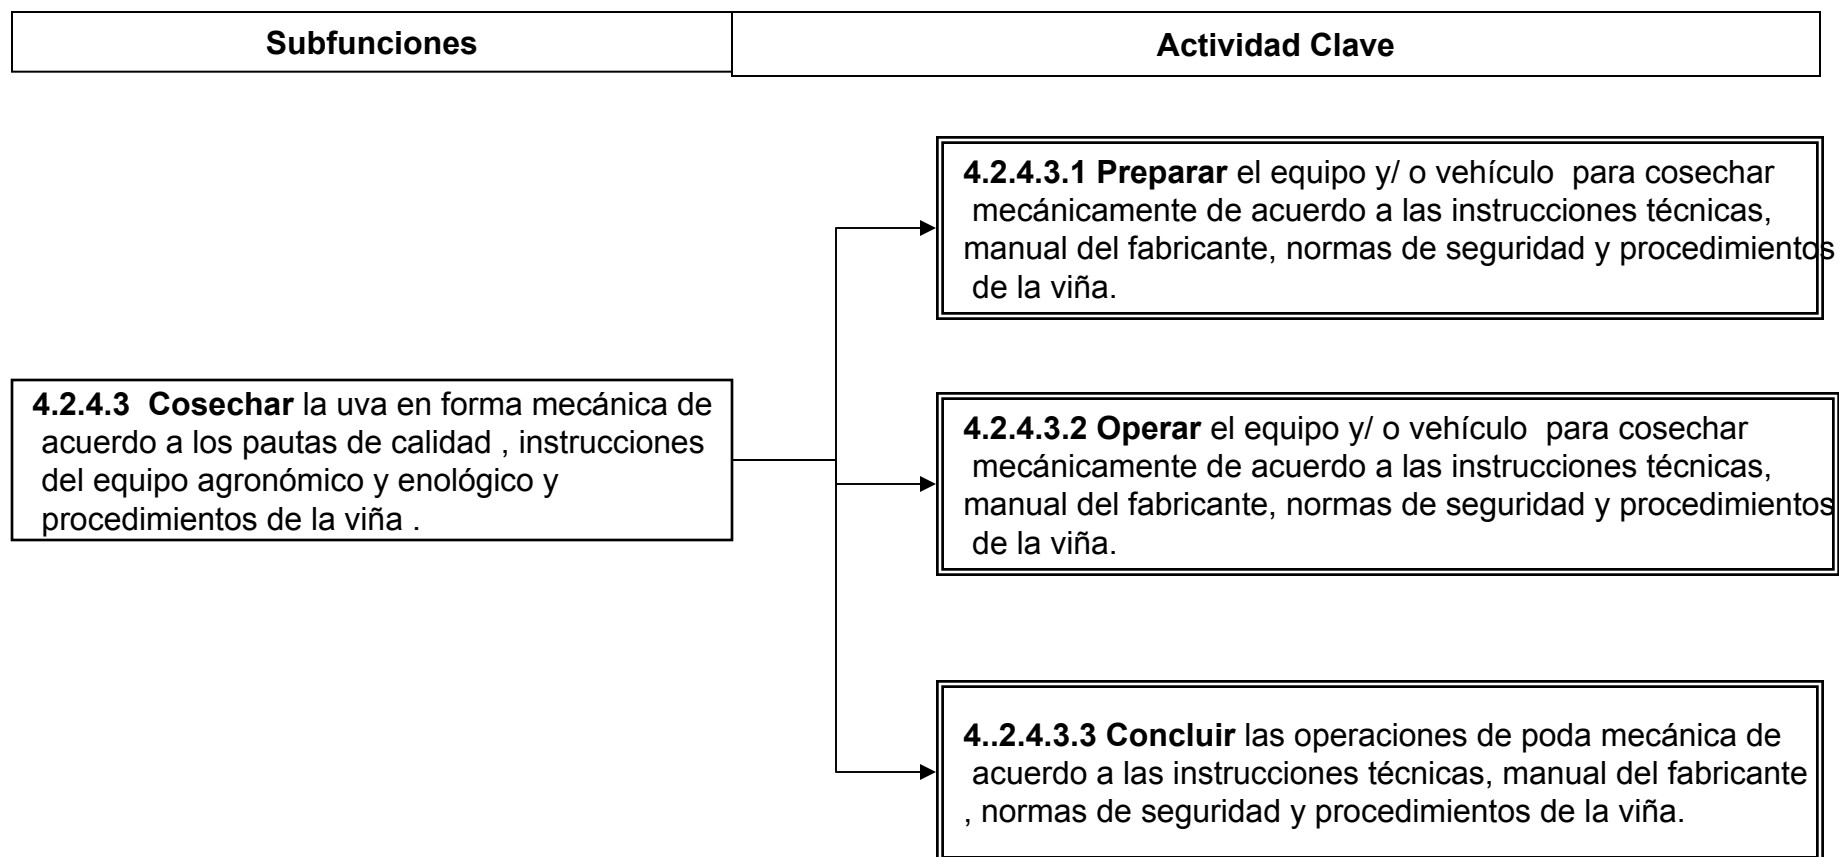 Subfunciones
Actividad Clave
4.2.4.3.1 Preparar el equipo y/ o vehículo para cosechar
mecánicamente de acuerdo a las instrucciones técnicas,
manual del fabricante, normas de seguridad y procedimientos
de la viña.
4.2.4.3 Cosechar la uva en forma mecánica de
acuerdo a los pautas de calidad , instrucciones
del equipo agronómico y enológico y
procedimientos de la viña .
4.2.4.3.2 Operar el equipo y/ o vehículo para cosechar
mecánicamente de acuerdo a las instrucciones técnicas,
manual del fabricante, normas de seguridad y procedimientos
de la viña.
4..2.4.3.3 Concluir las operaciones de poda mecánica de
acuerdo a las instrucciones técnicas, manual del fabricante
, normas de seguridad y procedimientos de la viña.